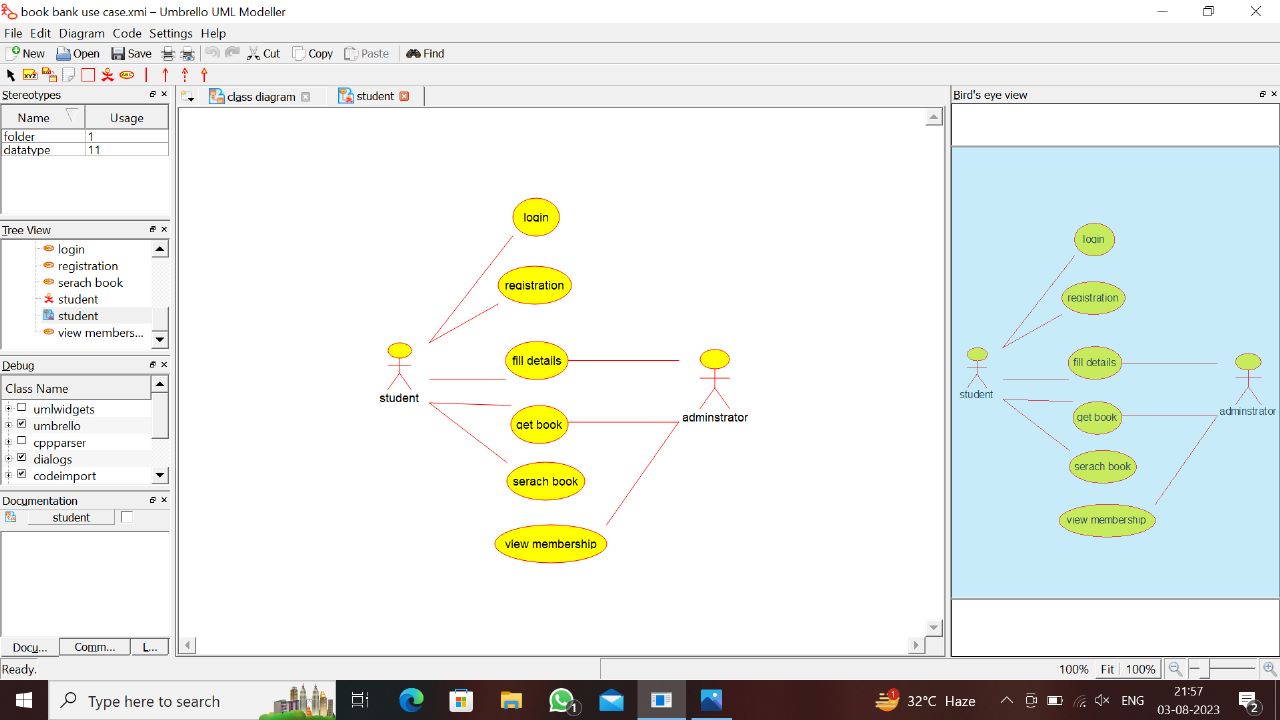 book bank use case.xmi – Umbrello UML Modeller
File Edit Diagram Code Settings Help
New Open Save Cut Copy Paste Find
Stereotypes
Name Usage
folder 1
datatype 11
Tree View
login
registration
serach book
student
student
view members...
Debug
Class Name
umlwidgets
umbrello
cppparser
dialogs
codeimport
Documentation
student
Docu... Comm... L...
class diagram student
login
registration
fill details
student
adminstrator
get book
serach book
view membership
Bird's eye view
login
registration
fill details
student
adminstrator
get book
serach book
view membership
Ready.
100% Fit 100%
Type here to search
1
1
32°C Haze
ENG
21:57
03-08-2023
2